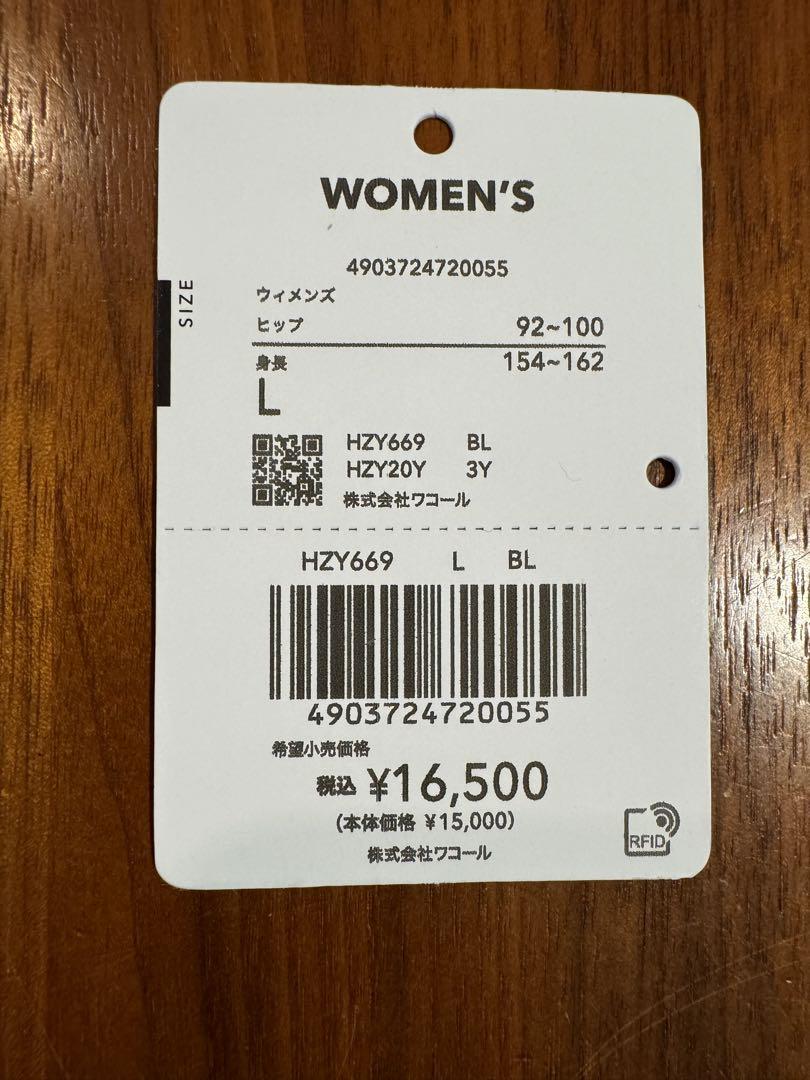 WOMEN'S
4903724720055
SIZE
ウィメンズ
ヒップ 92~100
身長 154~162
L
HZY669 BL
HZY20Y 3Y
株式会社ワコール
HZY669 L BL
4903724720055
希望小売価格
税込 ¥16,500
(本体価格 ¥15,000)
株式会社ワコール
RFID